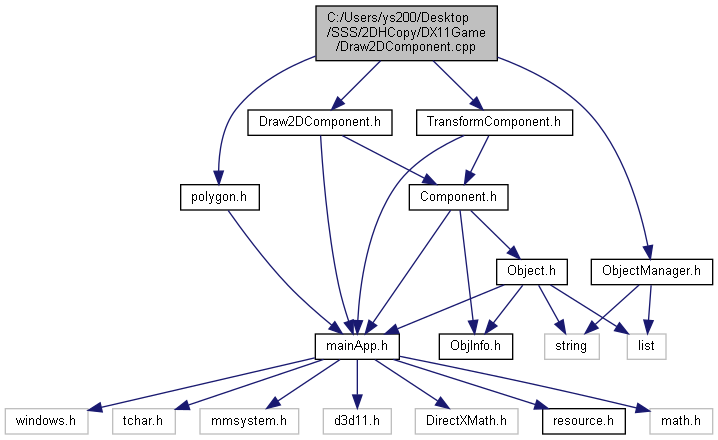 C:/Users/ys200/Desktop
/SSS/2DHCopy/DX11Game
/Draw2DComponent.cpp
Draw2DComponent.h
TransformComponent.h
polygon.h
Component.h
Object.h
ObjectManager.h
mainApp.h
ObjInfo.h
string
list
windows.h
tchar.h
mmsystem.h
d3d11.h
DirectXMath.h
resource.h
math.h